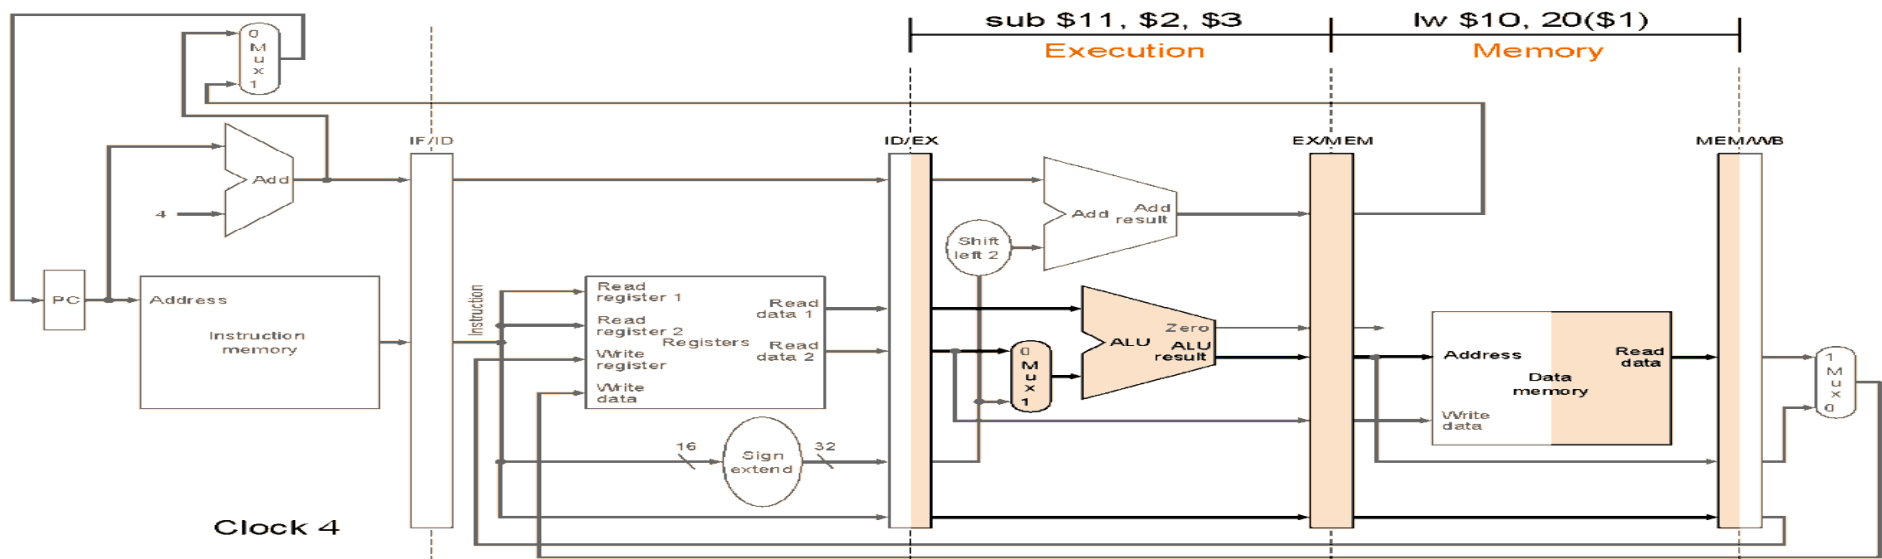 sub $11, $2, $3
lw $10, 20($1)
Execution
Memory
0
M
u
x
1
IF/ID
ID/EX
EX/MEM
MEM/WB
Add
4
Shift
left 2
Add
Add
result
PC
Address
Instruction
memory
Instruction
Read
register 1
Read
register 2
Write
register
Write
data
Registers
Read
data 1
Read
data 2
0
M
u
x
1
Zero
ALU
ALU
result
Address
Read
data
Data
memory
Write
data
1
M
u
x
0
16
Sign
extend
32
Clock 4